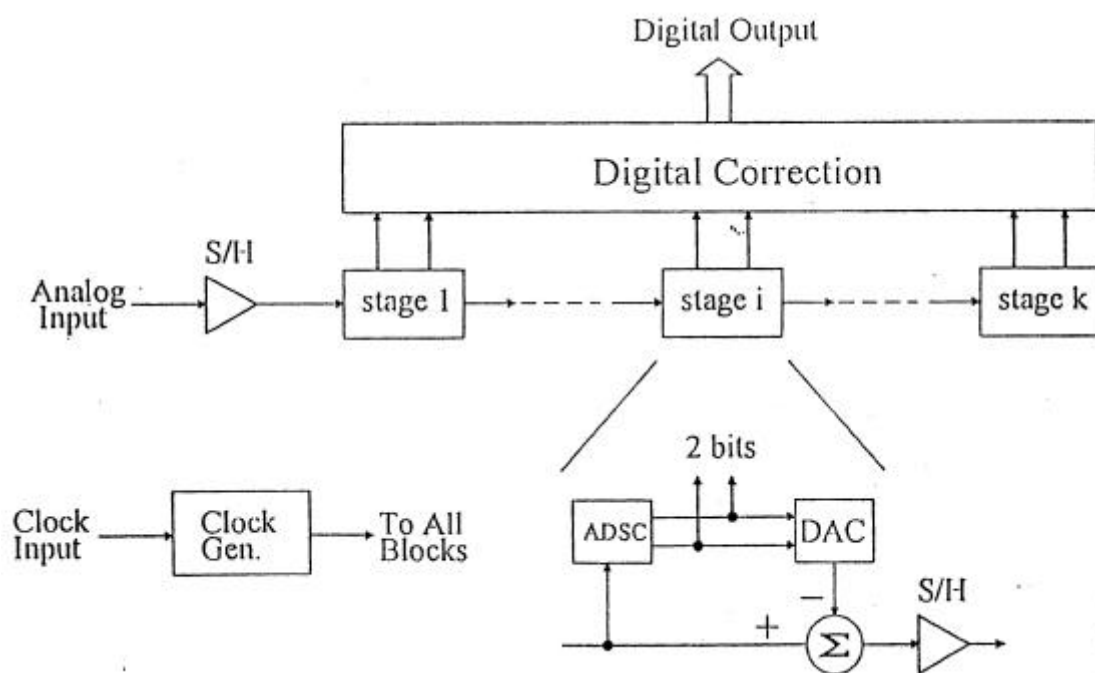 Digital Output
Digital Correction
S/H
Analog
Input
stage 1
stage i
stage k
2 bits
Clock
Input
Clock
Gen.
To All
Blocks
ADSC
DAC
S/H
−
+
Σ